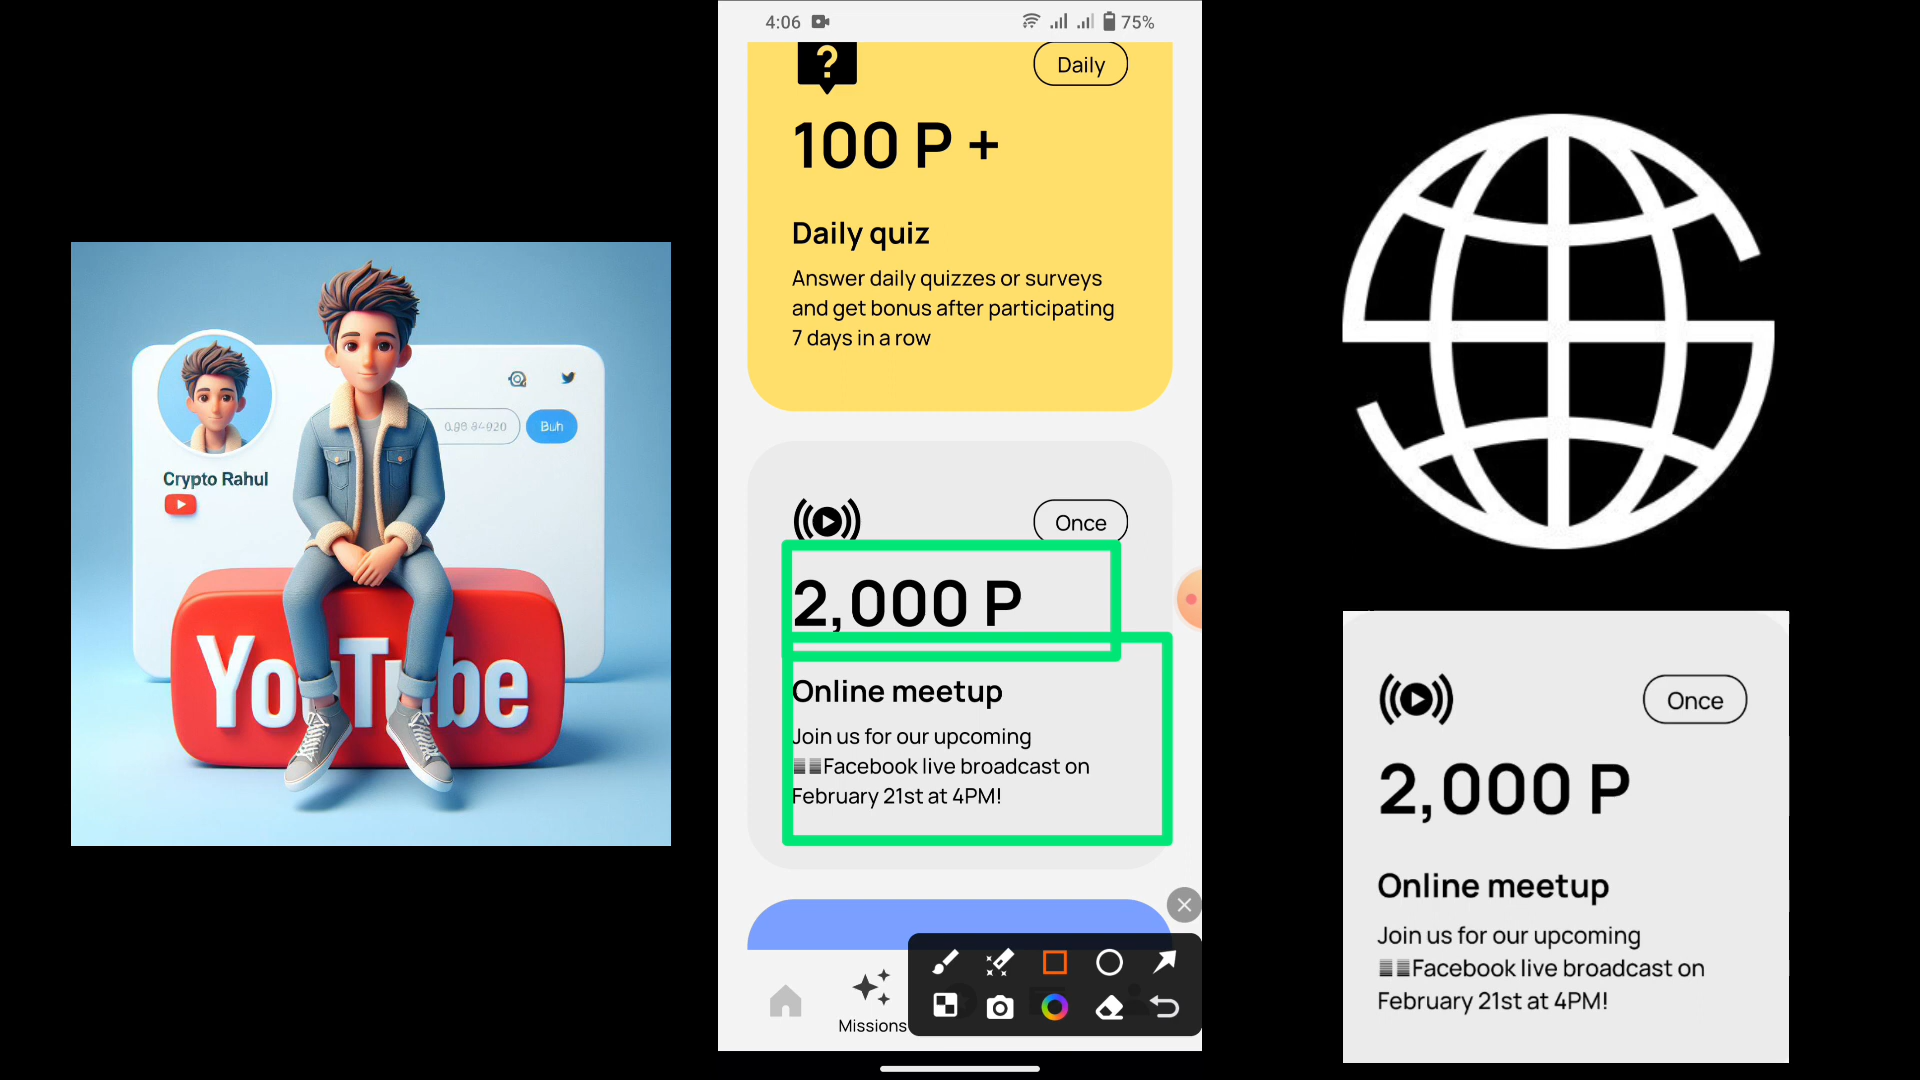 Crypto Rahul
0.98 84920
Buh
YouTube
4:06
75%
?
Daily
100 P +
Daily quiz
Answer daily quizzes or surveys
and get bonus after participating
7 days in a row
Once
2,000 P
Online meetup
Join us for our upcoming
Facebook live broadcast on
February 21st at 4PM!
Missions
Once
2,000 P
Online meetup
Join us for our upcoming
Facebook live broadcast on
February 21st at 4PM!